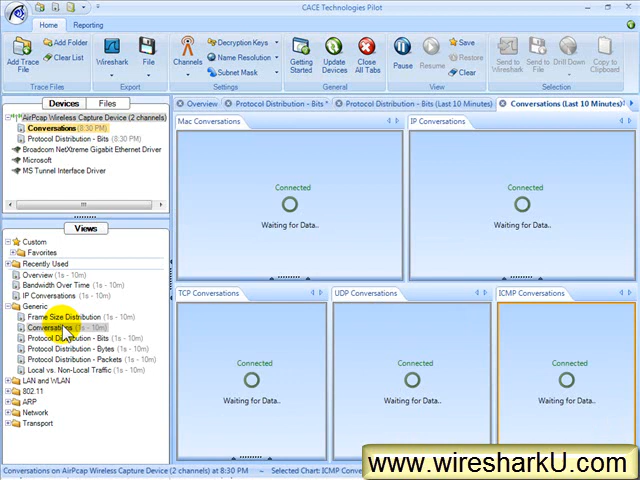 CACE Technologies Pilot
Home
Reporting
Add Trace File
Add Folder
Clear List
Trace Files
Wireshark
File
Export
Channels
Decryption Keys
Name Resolution
Subnet Mask
Settings
Getting Started
Update Devices
Close All Tabs
General
Pause
Resume
Save
Restore
Clear
Streaming
Send to Wireshark
Send to View
Drill Down
Copy to Clipboard
Selection
Devices
Files
AirPcap Wireless Capture Device (2 channels)
Conversations (8:30 PM)
Protocol Distribution - Bits (8:30 PM)
Broadcom NetXtreme Gigabit Ethernet Driver
Microsoft
MS Tunnel Interface Driver
Views
Custom
Favorites
Recently Used
Overview (1s - 10m)
Bandwidth Over Time (1s - 10m)
IP Conversations (1s - 10m)
Generic
Frame Size Distribution (1s - 10m)
Conversations (1s - 10m)
Protocol Distribution - Bits (1s - 10m)
Protocol Distribution - Bytes (1s - 10m)
Protocol Distribution - Packets (1s - 10m)
Local vs. Non-Local Traffic (1s - 10m)
LAN and WLAN
802.11
ARP
Network
Transport
Overview
Protocol Distribution - Bits*
Protocol Distribution - Bits (Last 10 Minutes)
Conversations (Last 10 Minutes)
Mac Conversations
Connected
Waiting for Data..
IP Conversations
Connected
Waiting for Data..
TCP Conversations
Connected
Waiting for Data..
UDP Conversations
Connected
Waiting for Data..
ICMP Conversations
Connected
Waiting for Data..
Conversations on AirPcap Wireless Capture Device (2 channels) at 8:30 PM
Selected Chart: ICMP Conv
www.wiresharkU.com